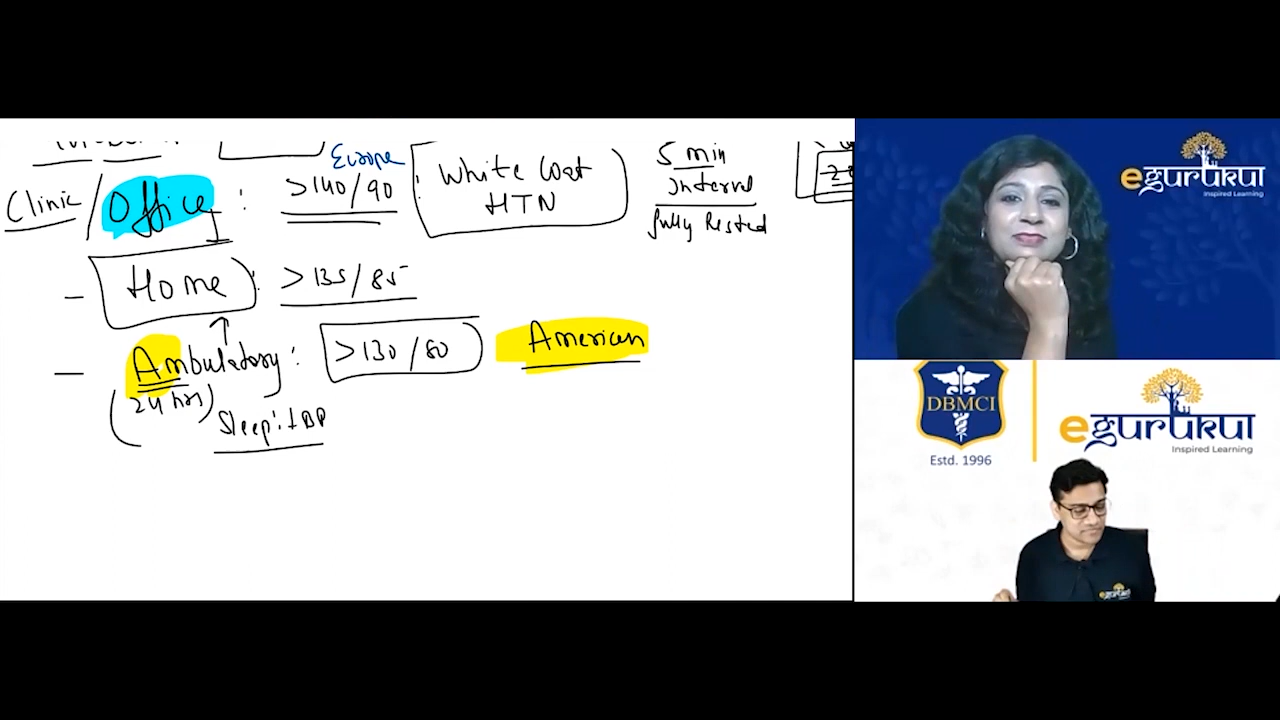 Europe
Clinic / Office : >140/90 : White Coat HTN
5 min
interval
fully Rested
- Home : >135/85
- Ambulatory : >130/80 American
(24 hrs)
Sleep: ↓BP
egurukul
Inspired Learning
DBMCI
Estd. 1996
egurukul
Inspired Learning
egurukul